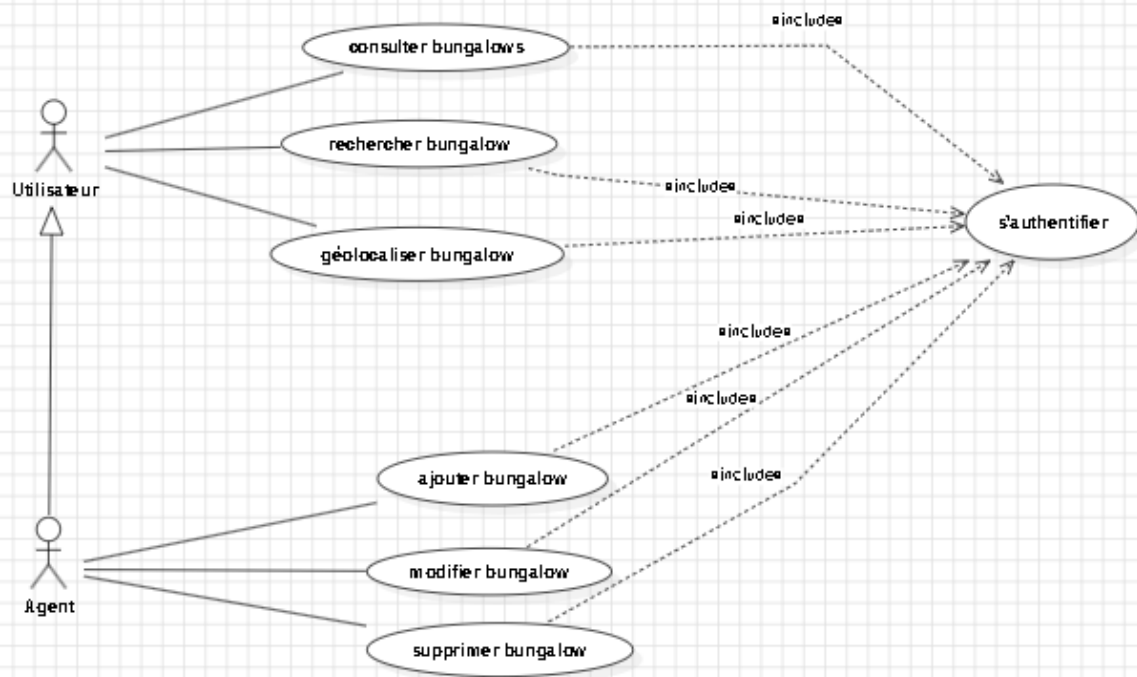 «include»
consulter bungalows
rechercher bungalow
Utilisateur
«include»
«include»
s'authentifier
géolocaliser bungalow
«include»
«include»
ajouter bungalow
«include»
modifier bungalow
Agent
supprimer bungalow